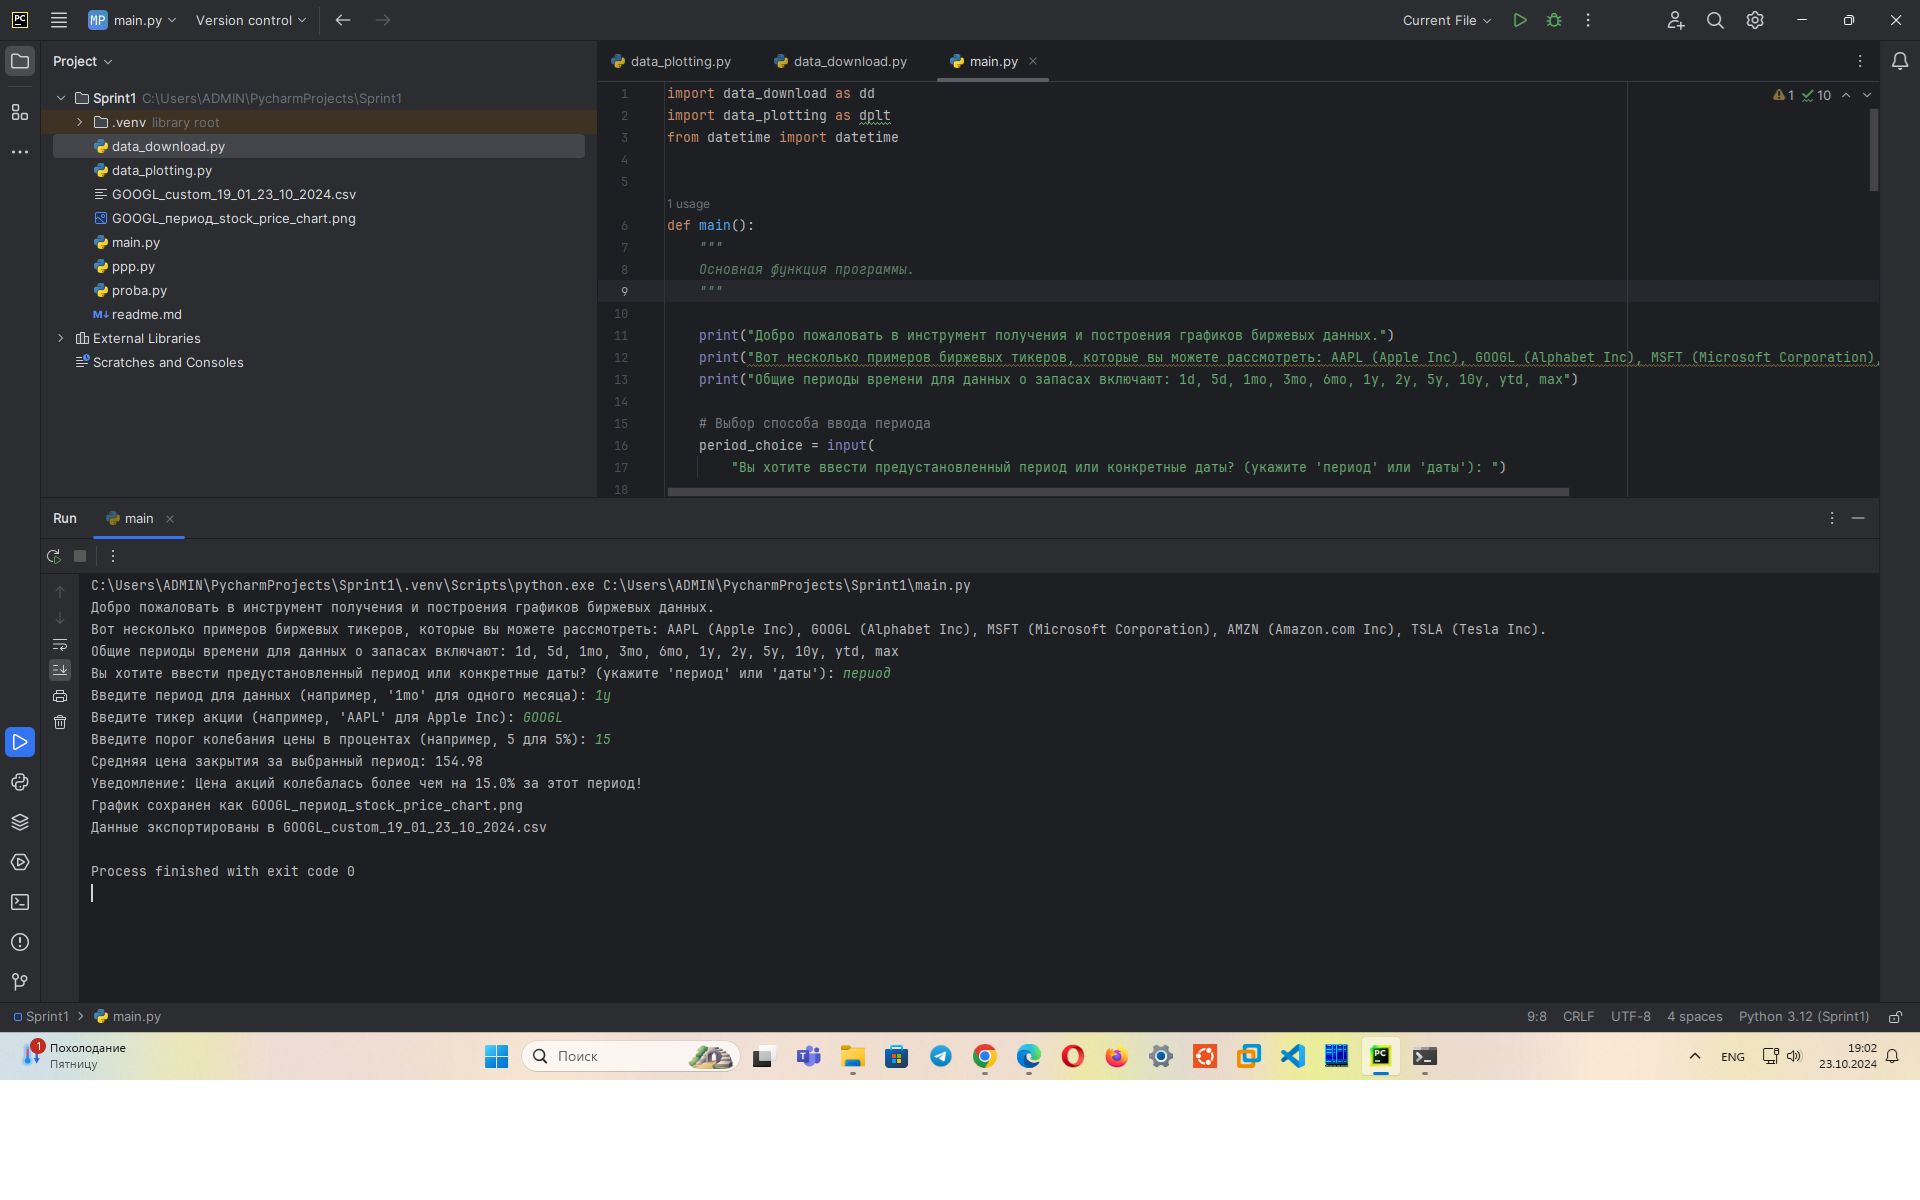 PC MP main.py Version control Current File
Project
Sprint1 C:\Users\ADMIN\PycharmProjects\Sprint1
.venv library root
data_download.py
data_plotting.py
GOOGL_custom_19_01_23_10_2024.csv
GOOGL_период_stock_price_chart.png
main.py
ppp.py
proba.py
M↓ readme.md
External Libraries
Scratches and Consoles
data_plotting.py data_download.py main.py
1 10
1 import data_download as dd
2 import data_plotting as dplt
3 from datetime import datetime
4
5
1 usage
6 def main():
7 """
8 Основная функция программы.
9 """
10
11 print("Добро пожаловать в инструмент получения и построения графиков биржевых данных.")
12 print("Вот несколько примеров биржевых тикеров, которые вы можете рассмотреть: AAPL (Apple Inc), GOOGL (Alphabet Inc), MSFT (Microsoft Corporation),
13 print("Общие периоды времени для данных о запасах включают: 1d, 5d, 1mo, 3mo, 6mo, 1y, 2y, 5y, 10y, ytd, max")
14
15 # Выбор способа ввода периода
16 period_choice = input(
17 "Вы хотите ввести предустановленный период или конкретные даты? (укажите 'период' или 'даты'): ")
18
Run main
C:\Users\ADMIN\PycharmProjects\Sprint1\.venv\Scripts\python.exe C:\Users\ADMIN\PycharmProjects\Sprint1\main.py
Добро пожаловать в инструмент получения и построения графиков биржевых данных.
Вот несколько примеров биржевых тикеров, которые вы можете рассмотреть: AAPL (Apple Inc), GOOGL (Alphabet Inc), MSFT (Microsoft Corporation), AMZN (Amazon.com Inc), TSLA (Tesla Inc).
Общие периоды времени для данных о запасах включают: 1d, 5d, 1mo, 3mo, 6mo, 1y, 2y, 5y, 10y, ytd, max
Вы хотите ввести предустановленный период или конкретные даты? (укажите 'период' или 'даты'): период
Введите период для данных (например, '1mo' для одного месяца): 1y
Введите тикер акции (например, 'AAPL' для Apple Inc): GOOGL
Введите порог колебания цены в процентах (например, 5 для 5%): 15
Средняя цена закрытия за выбранный период: 154.98
Уведомление: Цена акций колебалась более чем на 15.0% за этот период!
График сохранен как GOOGL_период_stock_price_chart.png
Данные экспортированы в GOOGL_custom_19_01_23_10_2024.csv
Process finished with exit code 0
Sprint1 main.py 9:8 CRLF UTF-8 4 spaces Python 3.12 (Sprint1)
1 Похолодание
Пятницу
Поиск
PC
ENG
19:02
23.10.2024